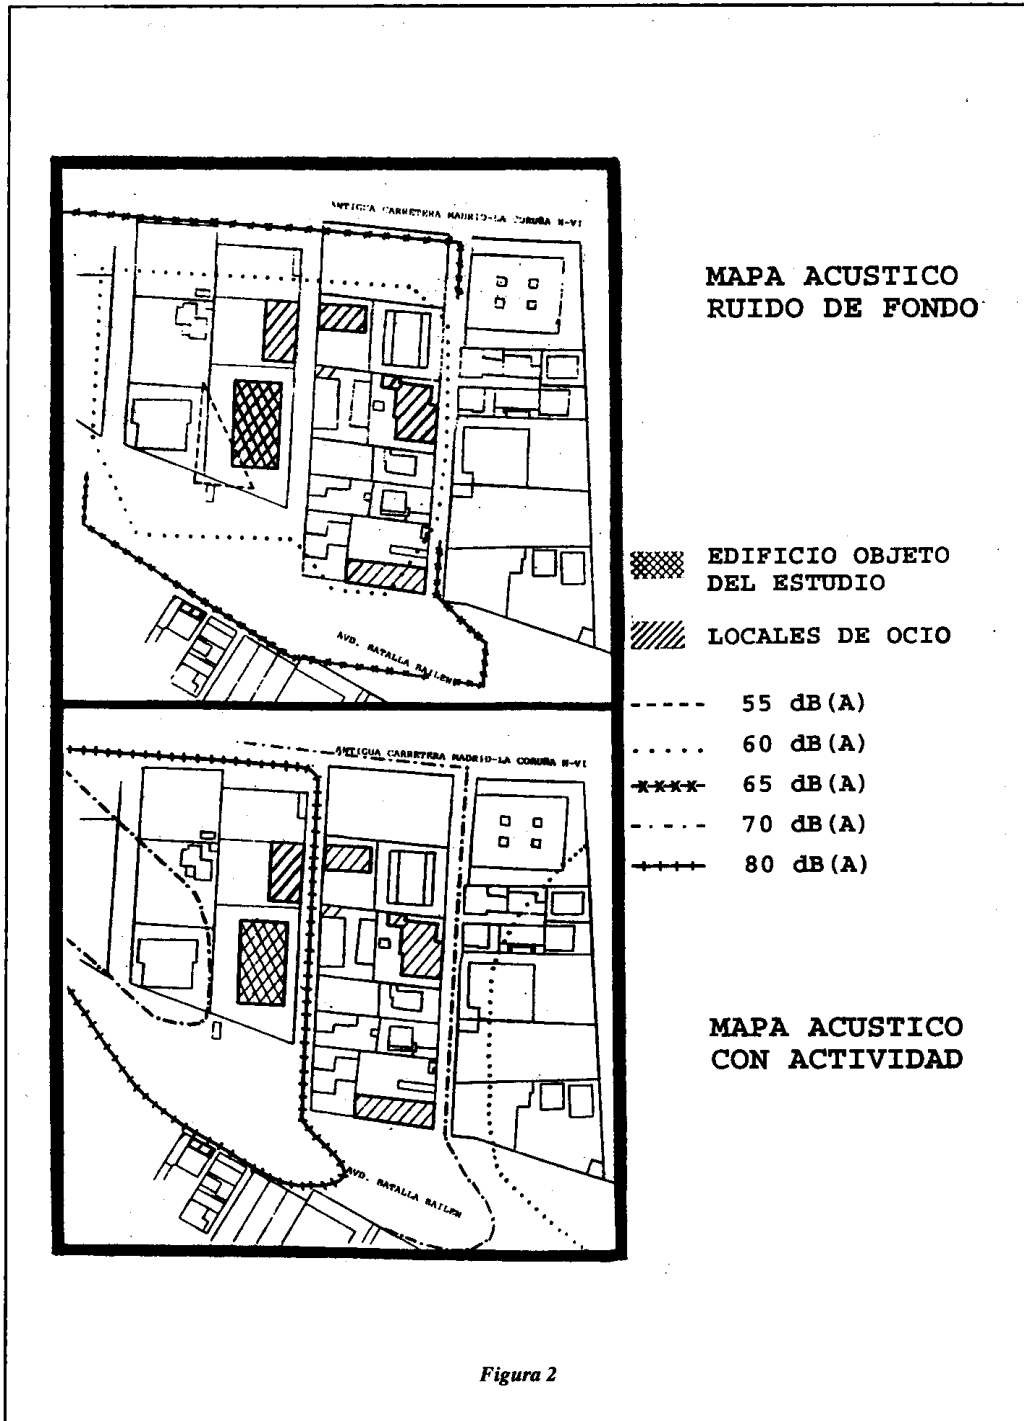 ANTIGUA CARRETERA MADRID-LA CORUÑA N-VI
MAPA ACUSTICO
RUIDO DE FONDO
EDIFICIO OBJETO
DEL ESTUDIO
LOCALES DE OCIO
AVD. BATALLA BAILEN
55 dB(A)
60 dB(A)
65 dB(A)
70 dB(A)
80 dB(A)
ANTIGUA CARRETERA MADRID-LA CORUÑA N-VI
MAPA ACUSTICO
CON ACTIVIDAD
AVD. BATALLA BAILEN
Figura 2